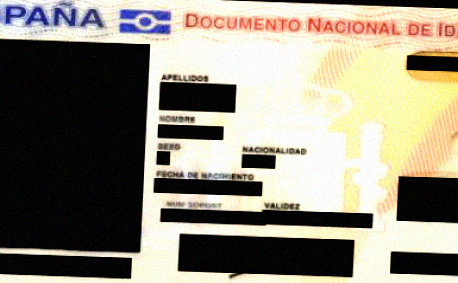 PAÑA DOCUMENTO NACIONAL DE ID
APELLIDOS
NOMBRE
SEXO NACIONALIDAD
FECHA DE NACIMIENTO
NUM SOPORT VALIDEZ